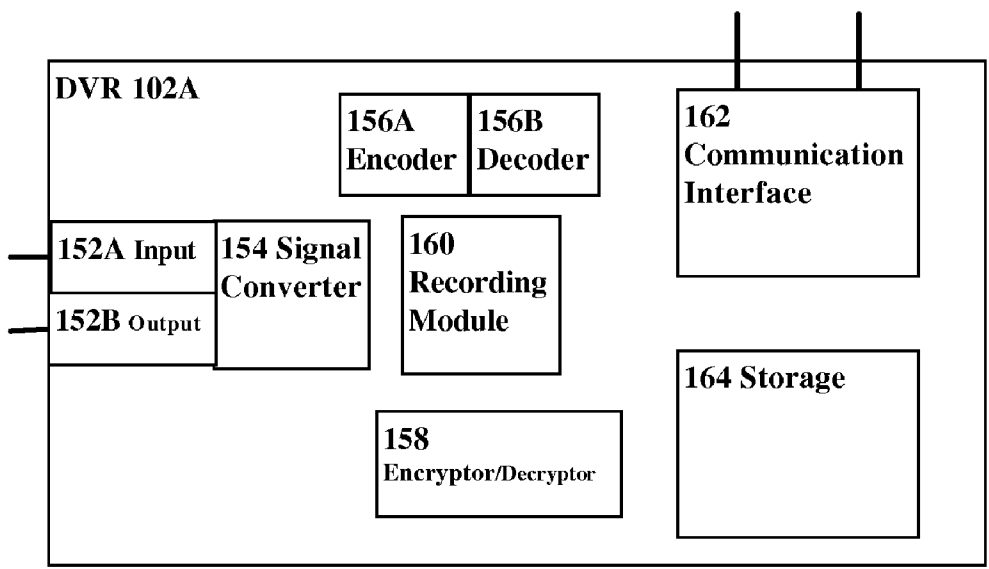 DVR 102A
156A
Encoder
156B
Decoder
162
Communication
Interface
152A Input
152B Output
154 Signal
Converter
160
Recording
Module
164 Storage
158
Encryptor/Decryptor